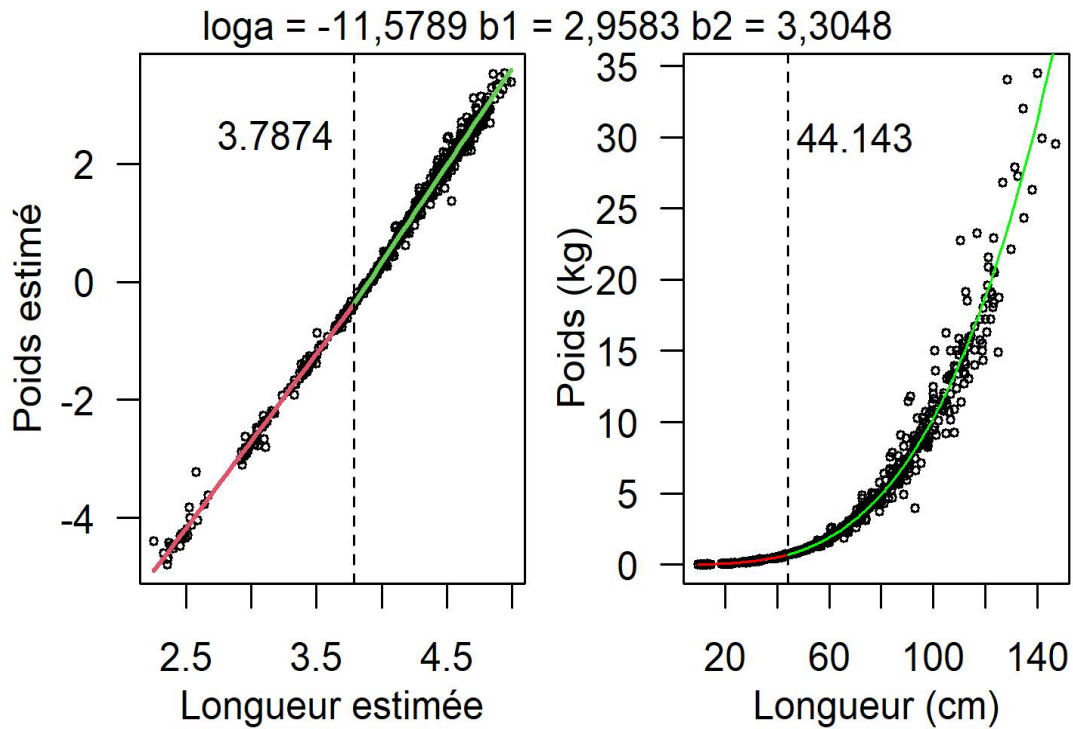 loga = -11,5789 b1 = 2,9583 b2 = 3,3048
Poids estimé
2
0
-2
-4
3.7874
2.5 3.5 4.5
Longueur estimée
Poids (kg)
35
30
25
20
15
10
5
0
44.143
20 60 100 140
Longueur (cm)